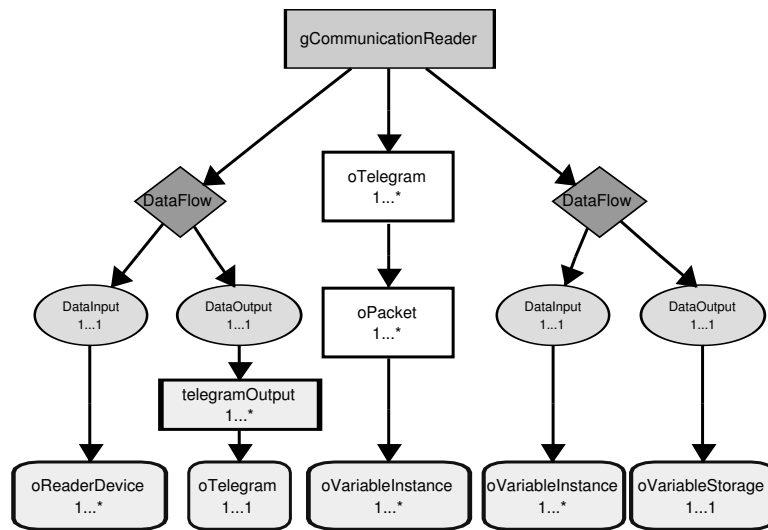 gCommunicationReader
oTelegram
1...*
DataFlow
DataFlow
DataInput
1...1
DataOutput
1...1
oPacket
1...*
DataInput
1...1
DataOutput
1...1
telegramOutput
1...*
oReaderDevice
1...*
oTelegram
1...1
oVariableInstance
1...*
oVariableInstance
1...*
oVariableStorage
1...1